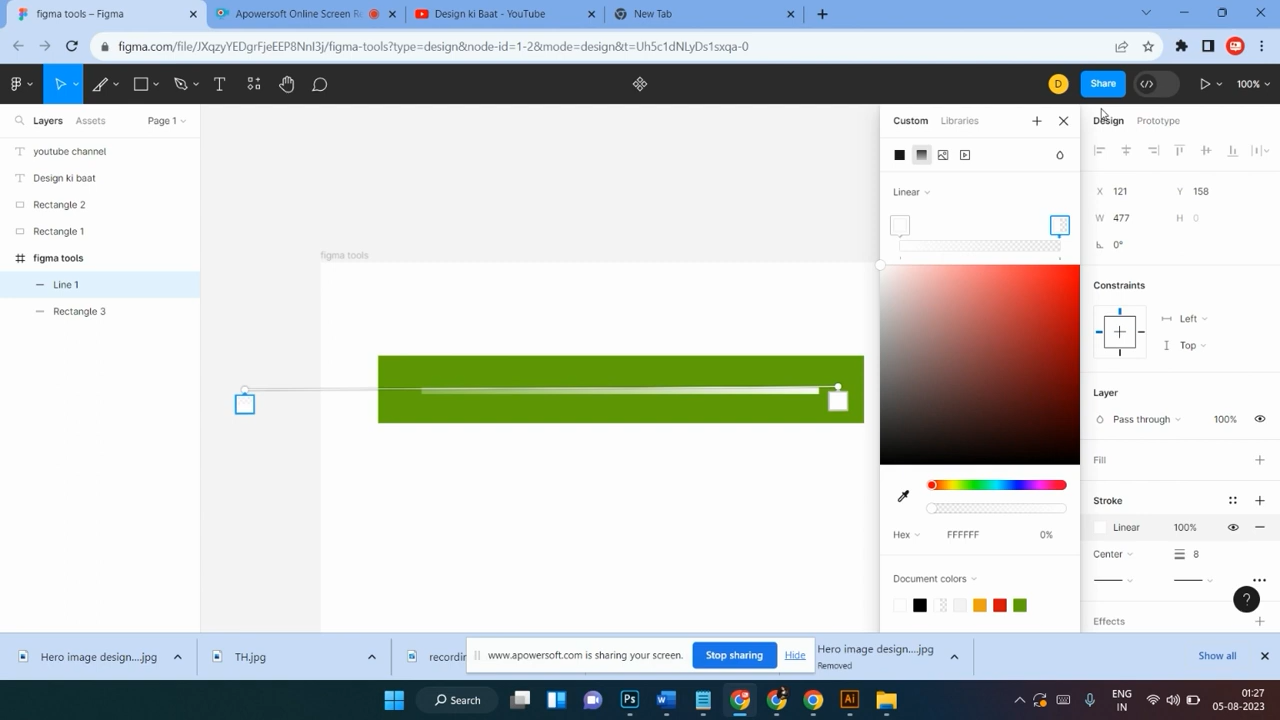 figma tools
Apowersoft Online Screen Re
Design ki Baat - YouTube
New Tab
figma.com/file/JXqzyYEDgrFjeEEP8NnI3j/figma-tools?type=design&node-id=1-2&mode=design&t=Uh5c1dNLyDs1sxqa-0
D
Share
100%
Layers
Assets
Page 1
youtube channel
Design ki baat
Rectangle 2
Rectangle 1
figma tools
Line 1
Rectangle 3
figma tools
Custom
Libraries
Linear
Hex
FFFFFF
0%
Document colors
Design
Prototype
X 121
Y 158
W 477
H 0
0°
Constraints
Left
Top
Layer
Pass through
100%
Fill
Stroke
Linear
100%
Center
8
Effects
?
Hero image design....jpg
TH.jpg
recordin
www.apowersoft.com is sharing your screen.
Stop sharing
Hide
Hero image design....jpg
Removed
Show all
Search
Ps
Ai
ENG
IN
01:27
05-08-2023